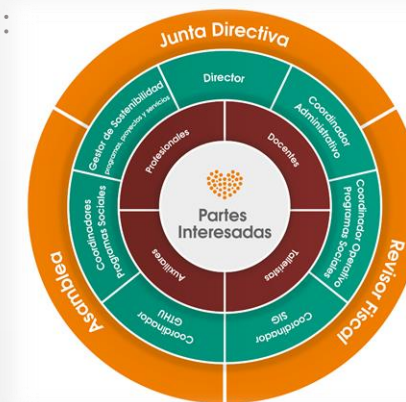 Junta Directiva
Director
Gestor de Sostenibilidad
programas, proyectos y servicios
Coordinador
Administrativo
Profesionales
Docentes
Partes
Interesadas
Coordinadores
Programas Sociales
Coordinador Operativo
Programas Sociales
Auxiliares
Talleristas
Coordinador
GTHU
Coordinador
SIG
Asamblea
Revisor Fiscal